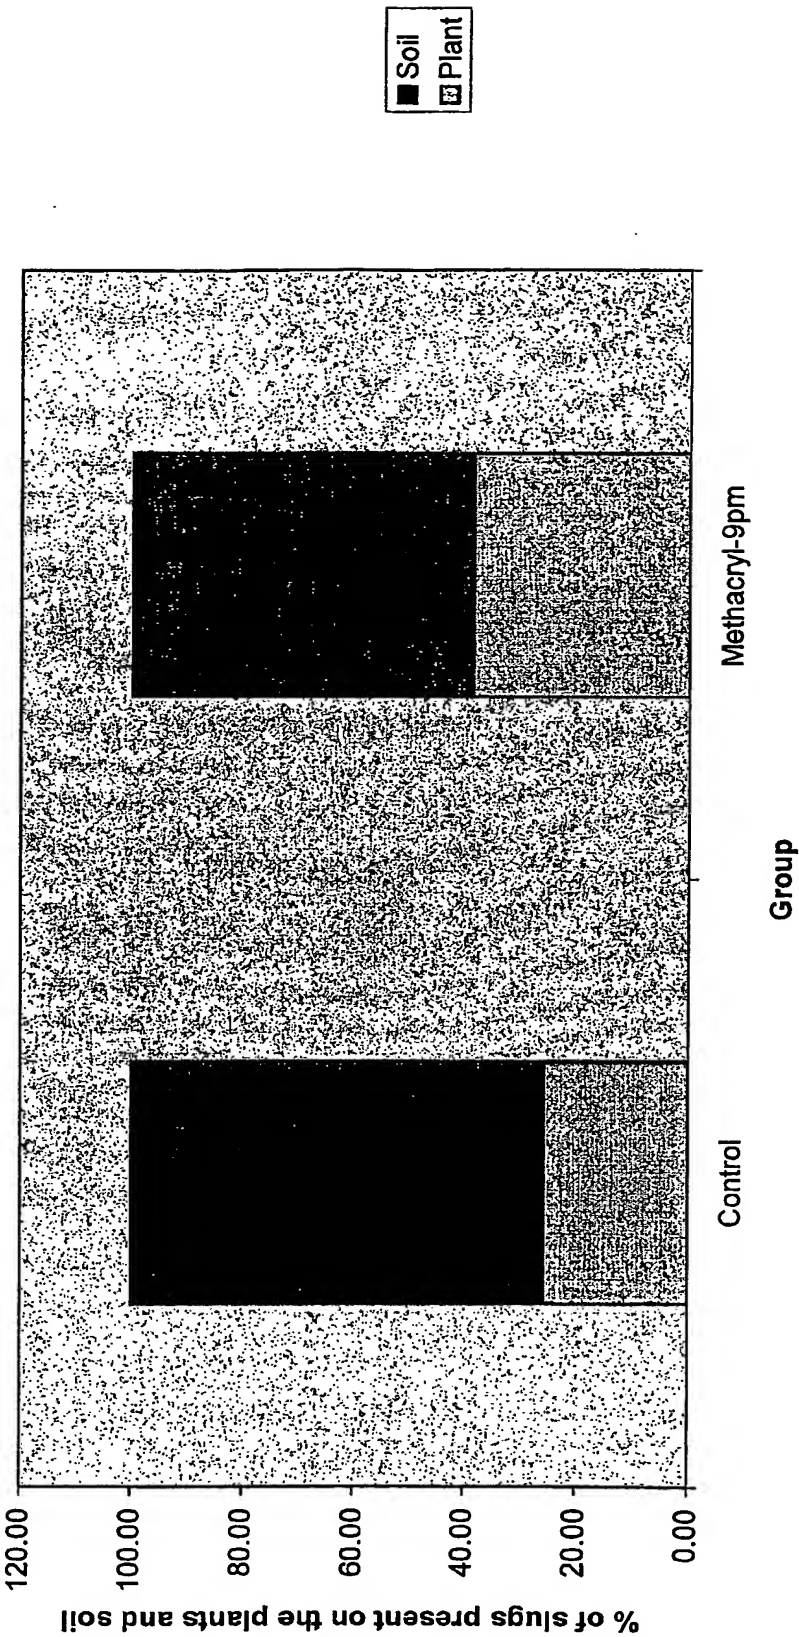 % of slugs present on the plants and soil
120.00
100.00
80.00
60.00
40.00
20.00
0.00
Control
Methacryl-9pm
Group
Soil
Plant